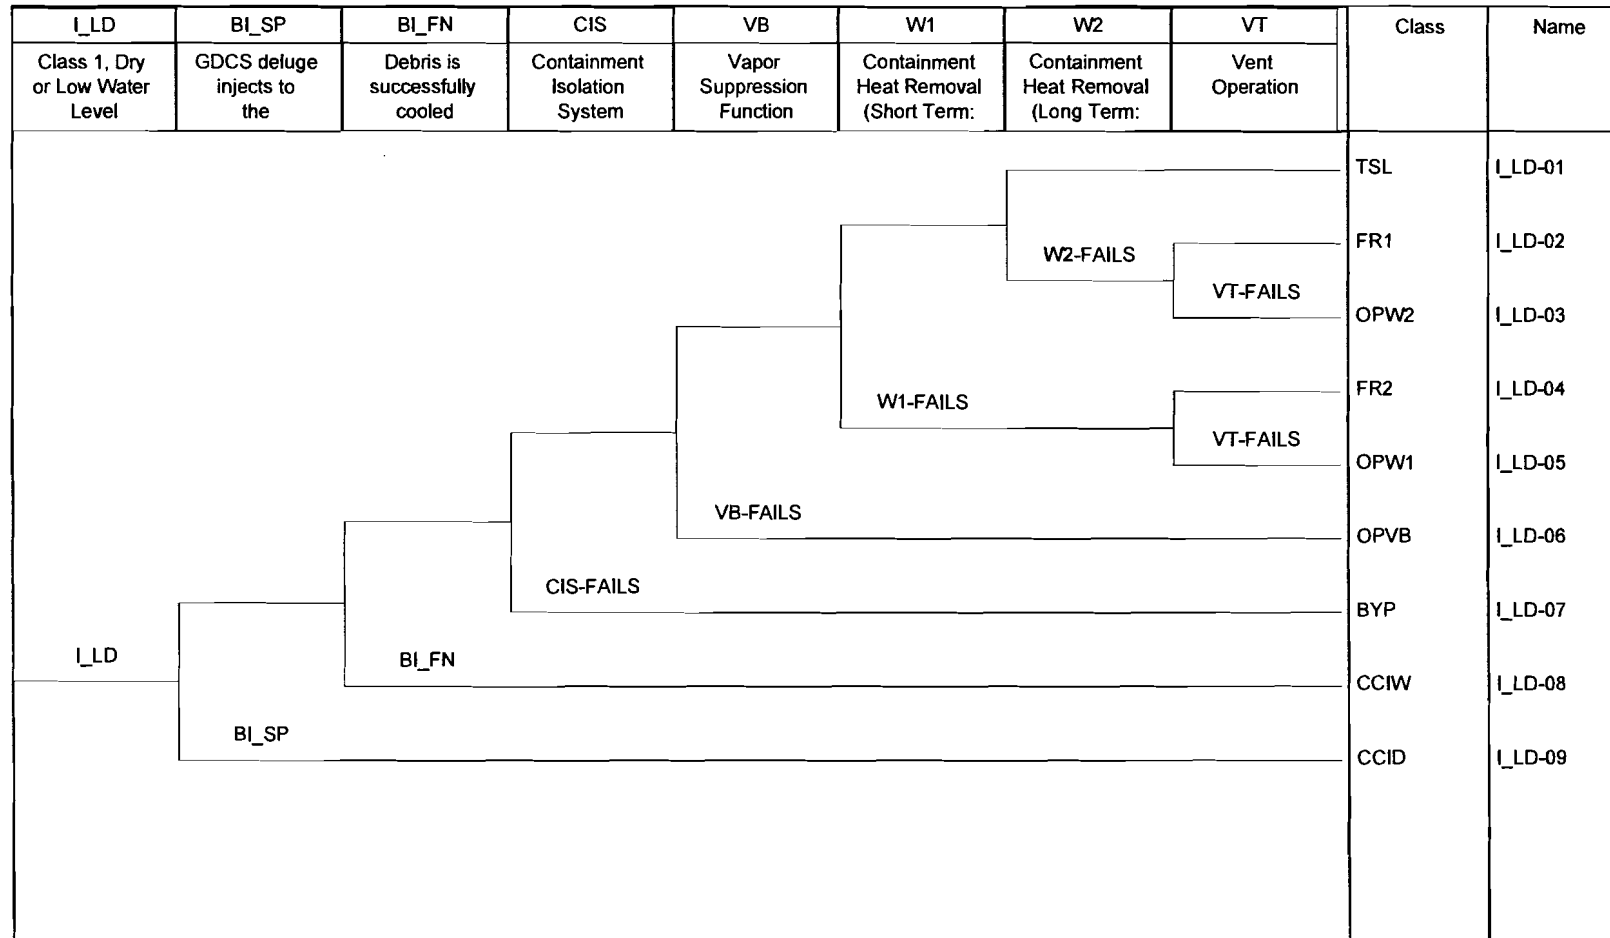 I_LD BI_SP BI_FN CIS VB W1 W2 VT Class Name
Class 1, Dry or Low Water Level
GDCS deluge injects to the
Debris is successfully cooled
Containment Isolation System
Vapor Suppression Function
Containment Heat Removal (Short Term:
Containment Heat Removal (Long Term:
Vent Operation
TSL I_LD-01
W2-FAILS FR1 I_LD-02
VT-FAILS
OPW2 I_LD-03
W1-FAILS FR2 I_LD-04
VT-FAILS
OPW1 I_LD-05
VB-FAILS
OPVB I_LD-06
CIS-FAILS
BYP I_LD-07
I_LD BI_FN
CCIW I_LD-08
BI_SP
CCID I_LD-09